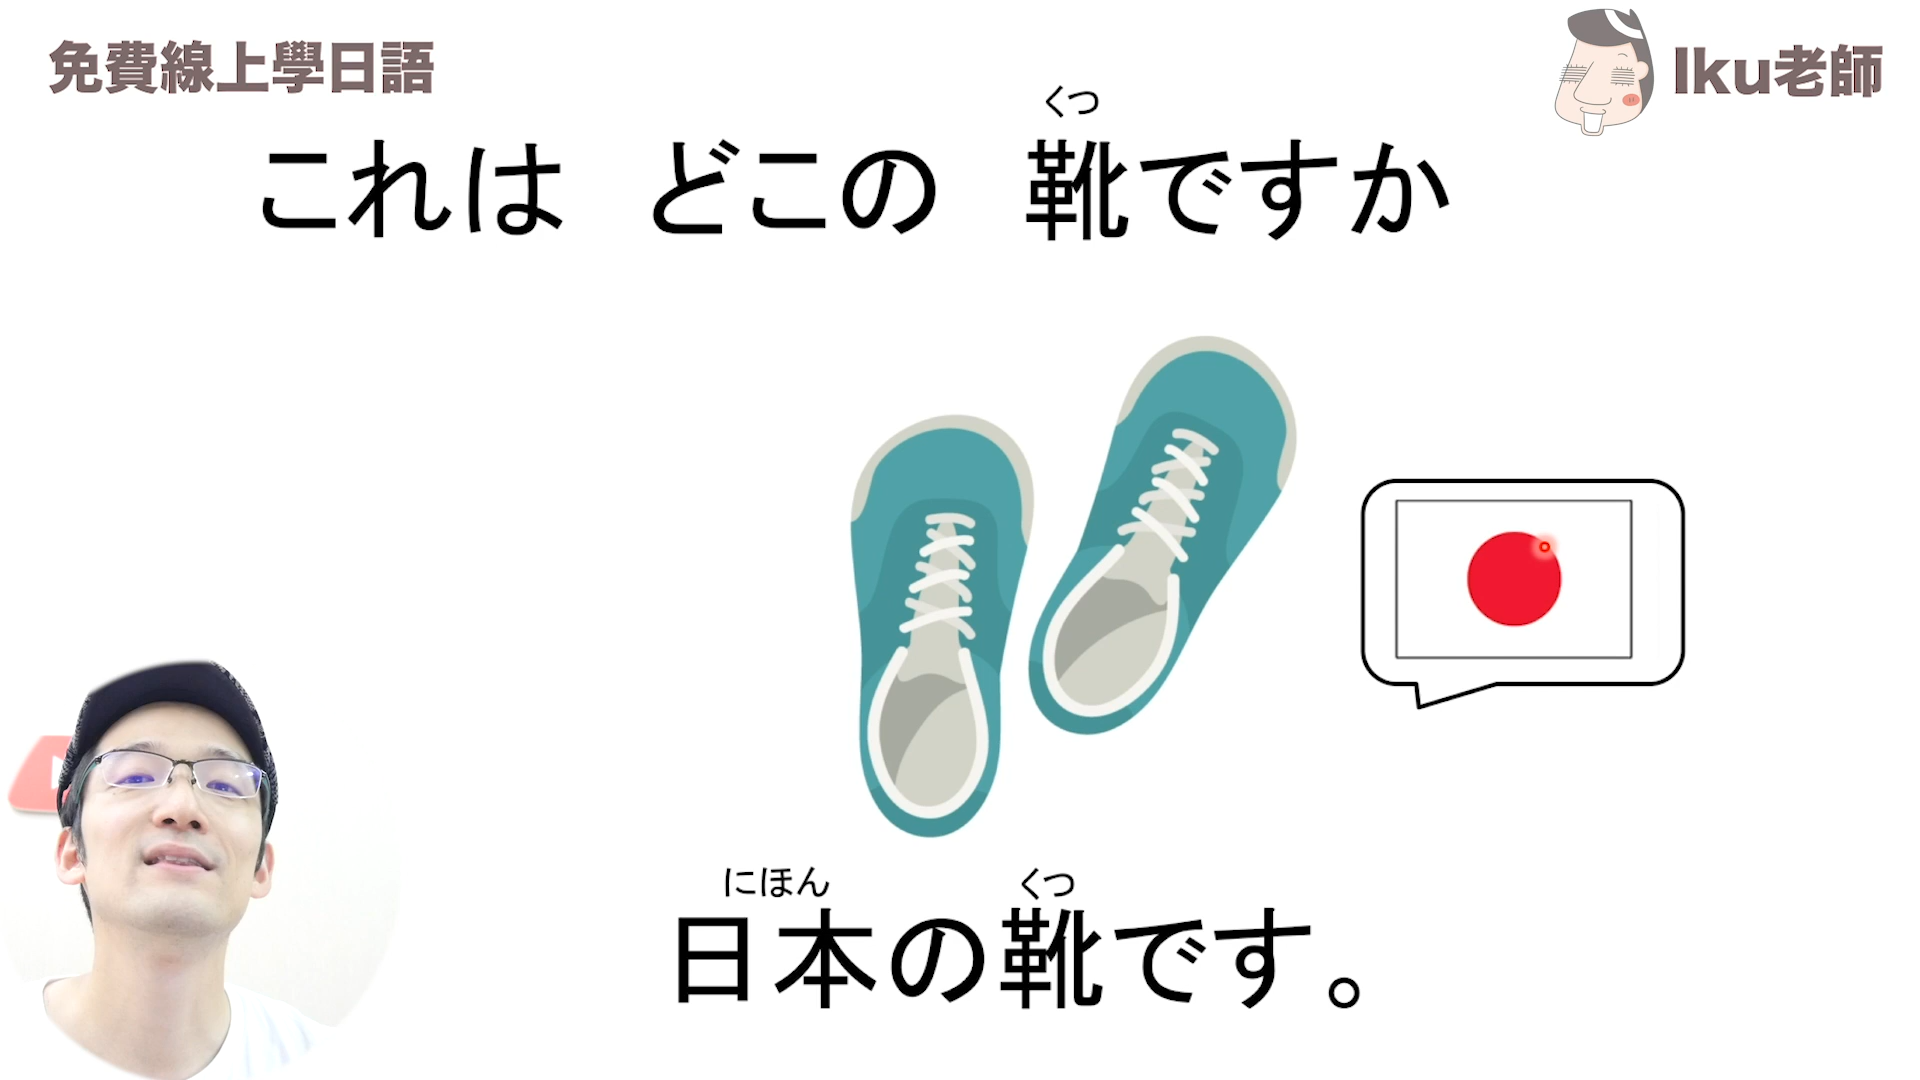 免費線上學日語
Iku老師
くつ
これは どこの 靴ですか
にほん くつ
日本の靴です。